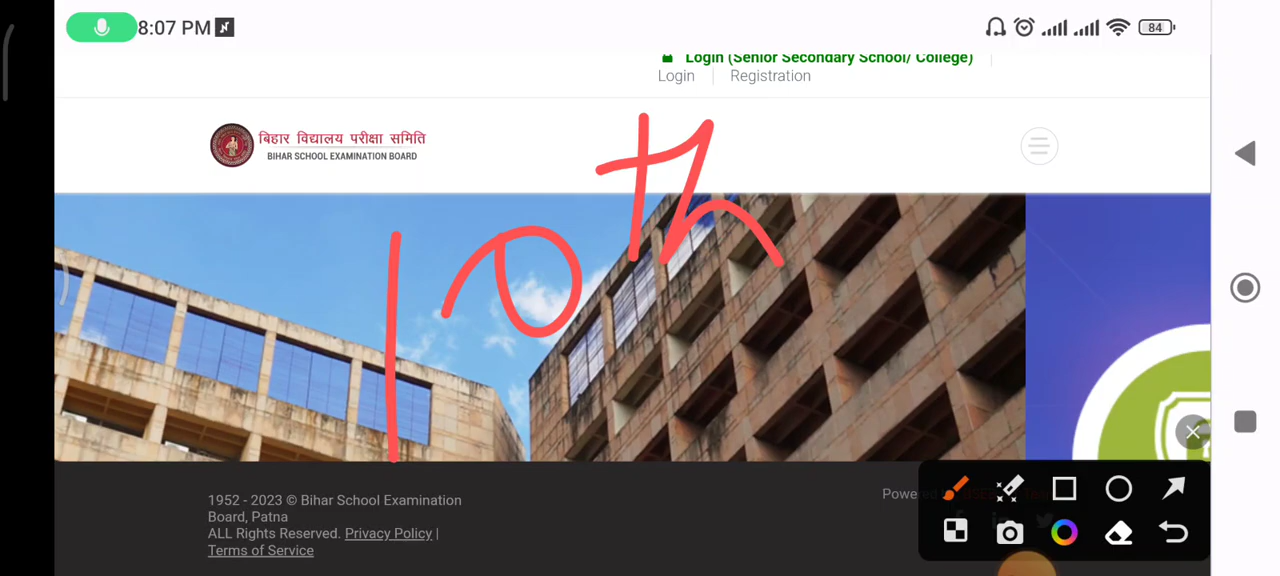 8:07 PM
84
Login (Senior Secondary School/ College)
Login
Registration
बिहार विद्यालय परीक्षा समिति
BIHAR SCHOOL EXAMINATION BOARD
10th
1952 - 2023 © Bihar School Examination
Board, Patna
ALL Rights Reserved. Privacy Policy |
Terms of Service